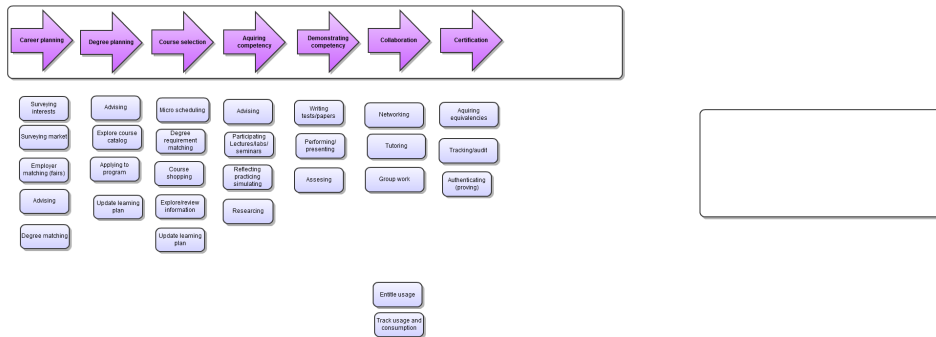 Career planning
Degree planning
Course selection
Aquiring
competency
Demonstrating
competency
Collaboration
Certification
Surveying
interests
Surveying market
Employer
matching (fairs)
Advising
Degree matching
Advising
Explore course
catalog
Applying to
program
Update learning
plan
Micro scheduling
Degree
requirement
matching
Course
shopping
Explore/review
information
Update learning
plan
Advising
Participating
Lectures/labs/
seminars
Reflecting
practicing
simulating
Researcing
Writing
tests/papers
Performing/
presenting
Assesing
Networking
Tutoring
Group work
Aquiring
equivalencies
Tracking/audit
Authenticating
(proving)
Entitle usage
Track usage and
consumption